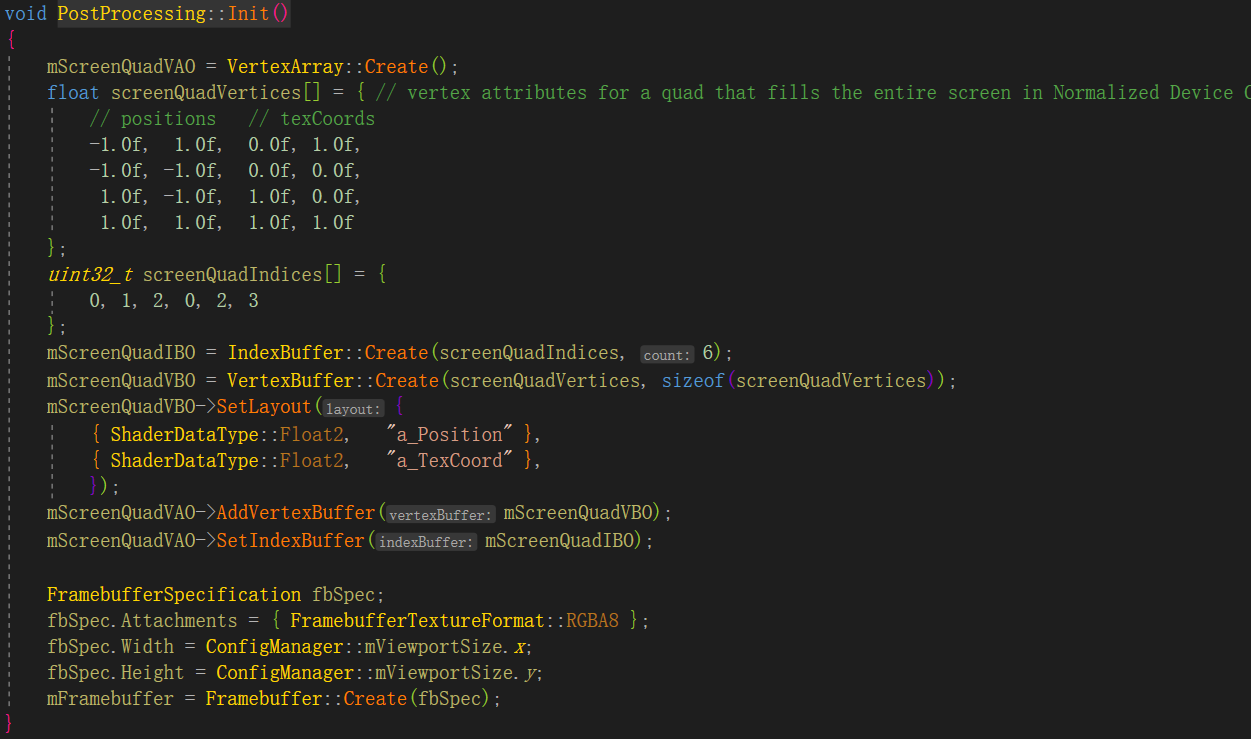 void PostProcessing::Init()
{
mScreenQuadVAO = VertexArray::Create();
float screenQuadVertices[] = { // vertex attributes for a quad that fills the entire screen in Normalized Device
// positions   // texCoords
-1.0f,  1.0f,  0.0f, 1.0f,
-1.0f, -1.0f,  0.0f, 0.0f,
1.0f, -1.0f,  1.0f, 0.0f,
1.0f,  1.0f,  1.0f, 1.0f
};
uint32_t screenQuadIndices[] = {
0, 1, 2, 0, 2, 3
};
mScreenQuadIBO = IndexBuffer::Create(screenQuadIndices, count: 6);
mScreenQuadVBO = VertexBuffer::Create(screenQuadVertices, sizeof(screenQuadVertices));
mScreenQuadVBO->SetLayout(layout: {
{ ShaderDataType::Float2,   "a_Position" },
{ ShaderDataType::Float2,   "a_TexCoord" },
});
mScreenQuadVAO->AddVertexBuffer(vertexBuffer: mScreenQuadVBO);
mScreenQuadVAO->SetIndexBuffer(indexBuffer: mScreenQuadIBO);
FramebufferSpecification fbSpec;
fbSpec.Attachments = { FramebufferTextureFormat::RGBA8 };
fbSpec.Width = ConfigManager::mViewportSize.x;
fbSpec.Height = ConfigManager::mViewportSize.y;
mFramebuffer = Framebuffer::Create(fbSpec);
}